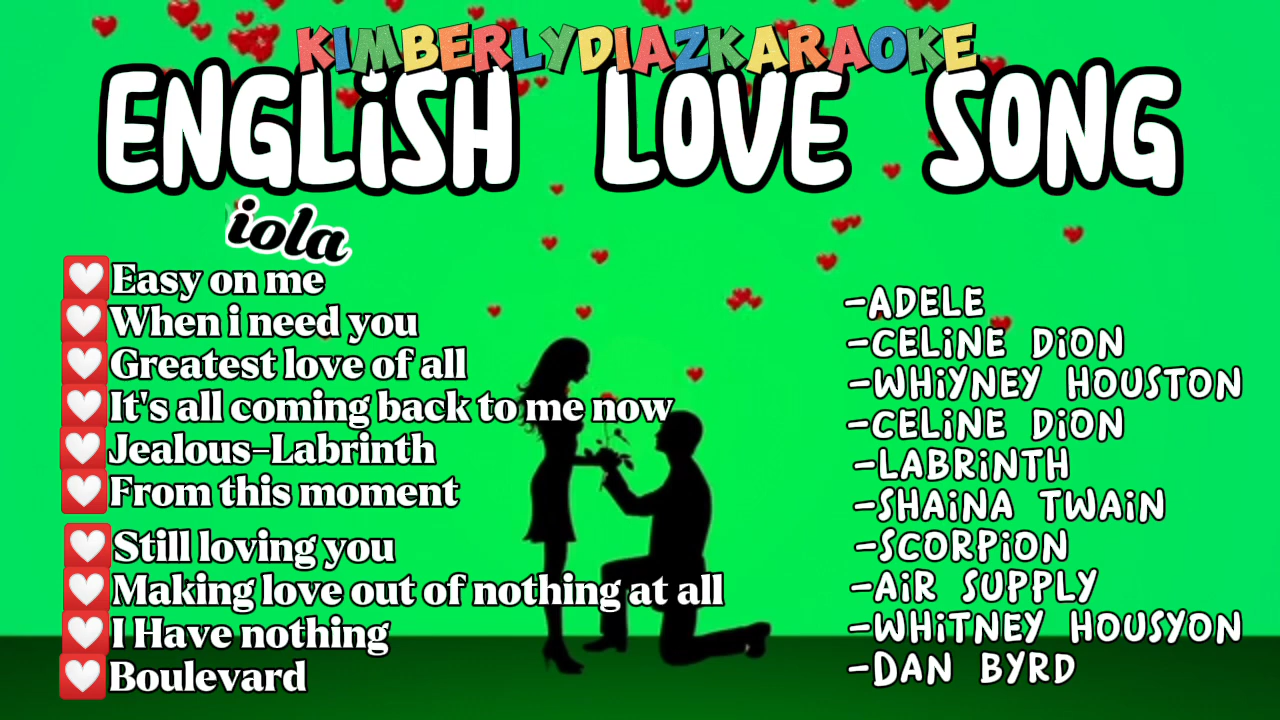 KIMBERLYDIAZKARAOKE
ENGLiSH LOVE SONG
iola
Easy on me
When i need you
Greatest love of all
It's all coming back to me now
Jealous-Labrinth
From this moment
Still loving you
Making love out of nothing at all
I Have nothing
Boulevard
-ADELE
-CELiNE DiON
-WHiYNEY HOUSTON
-CELiNE DiON
-LABRiNTH
-SHAiNA TWAiN
-SCORPiON
-AiR SUPPLY
-WHiTNEY HOUSYON
-DAN BYRD